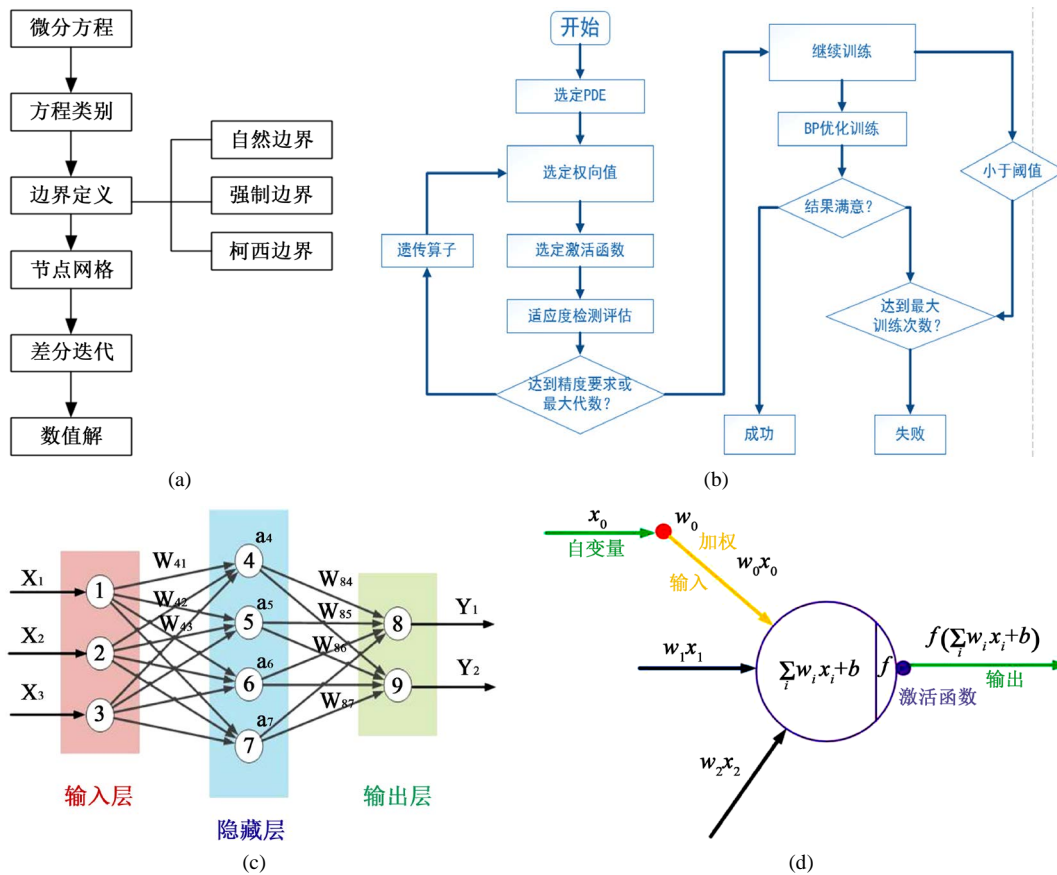 微分方程
方程类别
边界定义
自然边界
强制边界
柯西边界
节点网格
差分迭代
数值解
(a)
开始
选定PDE
选定权向值
遗传算子
选定激活函数
适应度检测评估
达到精度要求或
最大代数?
继续训练
BP优化训练
小于阈值
结果满意?
达到最大
训练次数?
成功
失败
(b)
X1
X2
X3
1
2
3
W41
W42
W43
a4
4
a5
5
a6
6
a7
7
W84
W85
W86
W87
8
9
Y1
Y2
输入层
隐藏层
输出层
(c)
x0
自变量
w0
加权
输入
w0x0
w1x1
w2x2
∑i wi xi+b
f
f(∑i wi xi+b)
输出
激活函数
(d)